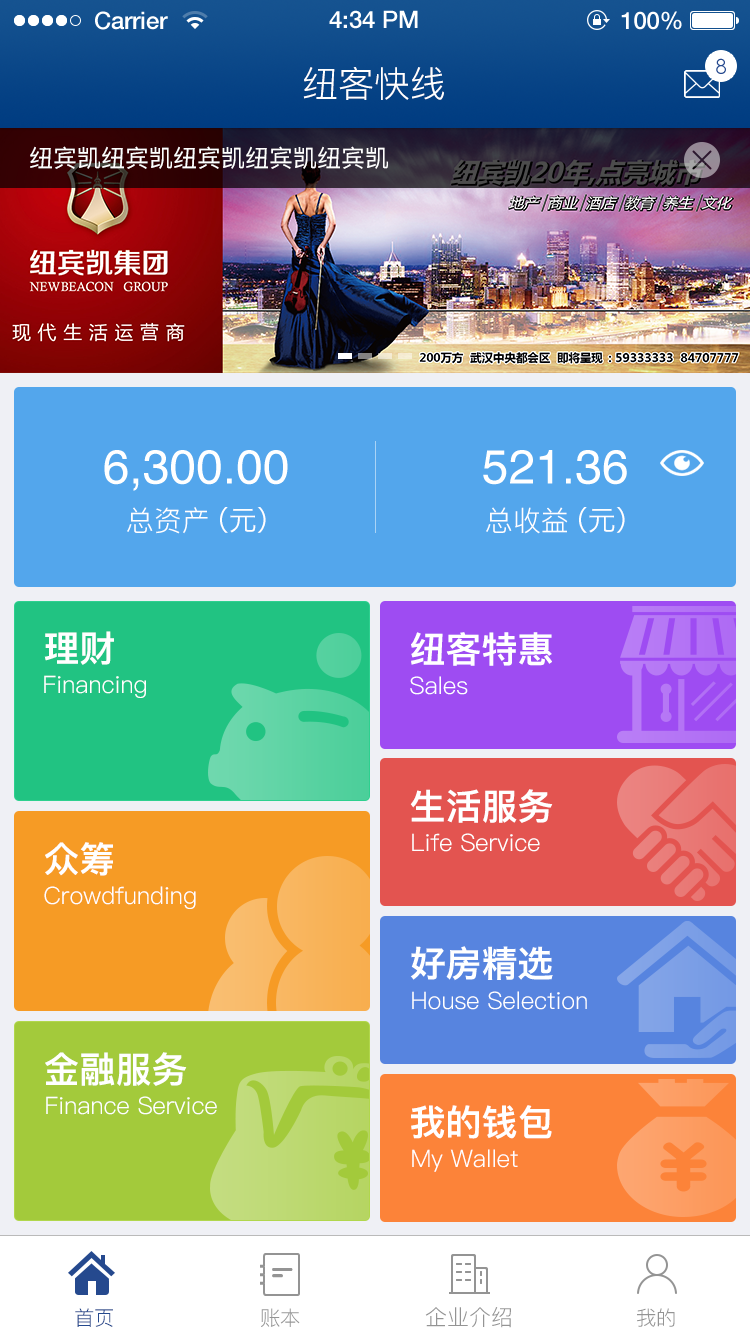 Carrier 4:34 PM 100%
纽客快线
8
纽宾凯纽宾凯纽宾凯纽宾凯纽宾凯
纽宾凯20年,点亮城市
地产/商业/酒店/教育/养生/文化
纽宾凯集团
NEWBEACON GROUP
现代生活运营商
200万方 武汉中央都会区 即将呈现:59333333 84707777
6,300.00
总资产(元)
521.36
总收益(元)
理财
Financing
纽客特惠
Sales
众筹
Crowdfunding
生活服务
Life Service
好房精选
House Selection
金融服务
Finance Service
我的钱包
My Wallet
首页 账本 企业介绍 我的